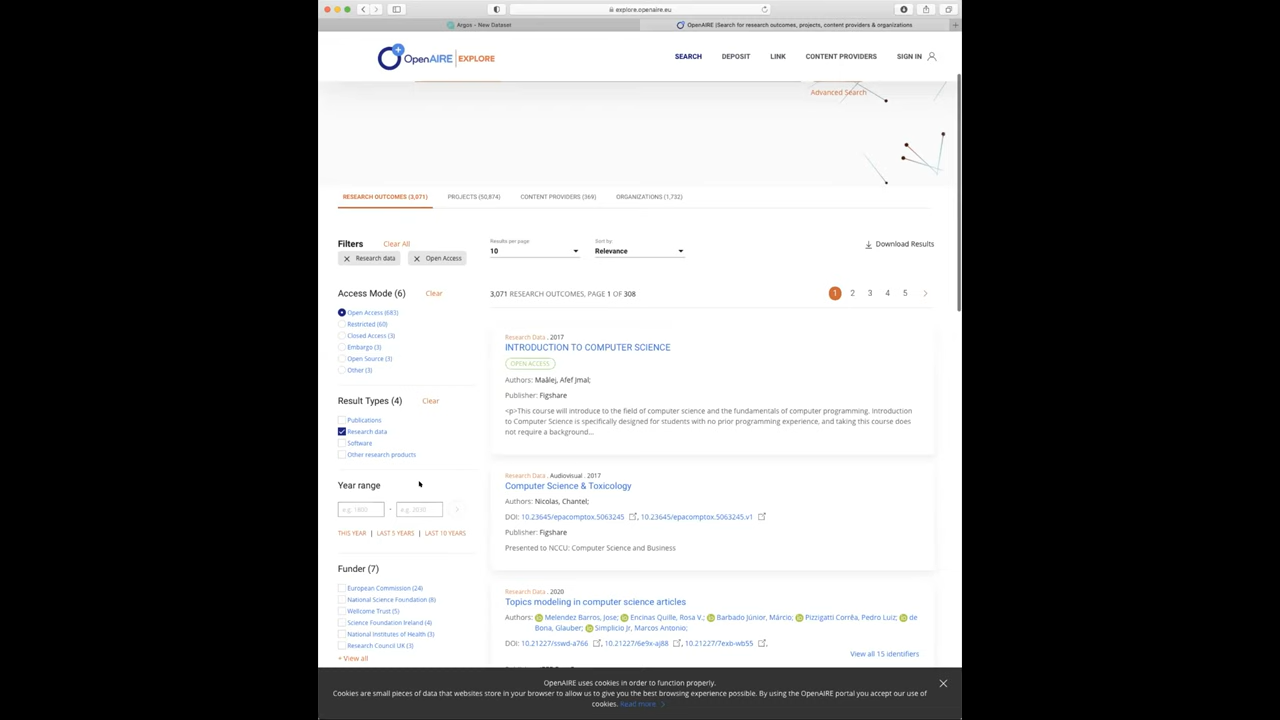 explore.openaire.eu
Argos - New Dataset
OpenAIRE (Search for research outcomes, projects, content providers & organizations
OpenAIRE | EXPLORE
SEARCH DEPOSIT LINK CONTENT PROVIDERS SIGN IN
Advanced Search
RESEARCH OUTCOMES (3,071) PROJECTS (50,874) CONTENT PROVIDERS (369) ORGANIZATIONS (1,732)
Filters Clear All
Research data Open Access
Results per page
10
Sort by:
Relevance
Download Results
Access Mode (6) Clear
Open Access (683)
Restricted (60)
Closed Access (3)
Embargo (3)
Open Source (3)
Other (3)
Result Types (4) Clear
Publications
Research data
Software
Other research products
Year range
e.g. 1800 - e.g. 2030
THIS YEAR | LAST 5 YEARS | LAST 10 YEARS
Funder (7)
European Commission (24)
National Science Foundation (8)
Wellcome Trust (5)
Science Foundation Ireland (4)
National Institutes of Health (3)
Research Council UK (3)
+ View all
3,071 RESEARCH OUTCOMES, PAGE 1 OF 308
1 2 3 4 5
Research Data . 2017
INTRODUCTION TO COMPUTER SCIENCE
OPEN ACCESS
Authors: Maâlej, Afef Jmal;
Publisher: Figshare
<p>This course will introduce to the field of computer science and the fundamentals of computer programming. Introduction
to Computer Science is specifically designed for students with no prior programming experience, and taking this course does
not require a background...
Research Data . Audiovisual . 2017
Computer Science & Toxicology
Authors: Nicolas, Chantel;
DOI: 10.23645/epacomptox.5063245 , 10.23645/epacomptox.5063245.v1
Publisher: Figshare
Presented to NCCU: Computer Science and Business
Research Data . 2020
Topics modeling in computer science articles
Authors: Melendez Barros, Jose; Encinas Quille, Rosa V.; Barbado Júnior, Márcio; Pizzigatti Corrêa, Pedro Luiz; de
Bona, Glauber; Simplicio Jr, Marcos Antonio;
DOI: 10.21227/sswd-a766 , 10.21227/6e9x-aj88 , 10.21227/7exb-wb55 ,
View all 15 identifiers
OpenAIRE uses cookies in order to function properly.
Cookies are small pieces of data that websites store in your browser to allow us to give you the best browsing experience possible. By using the OpenAIRE portal you accept our use of
cookies. Read more